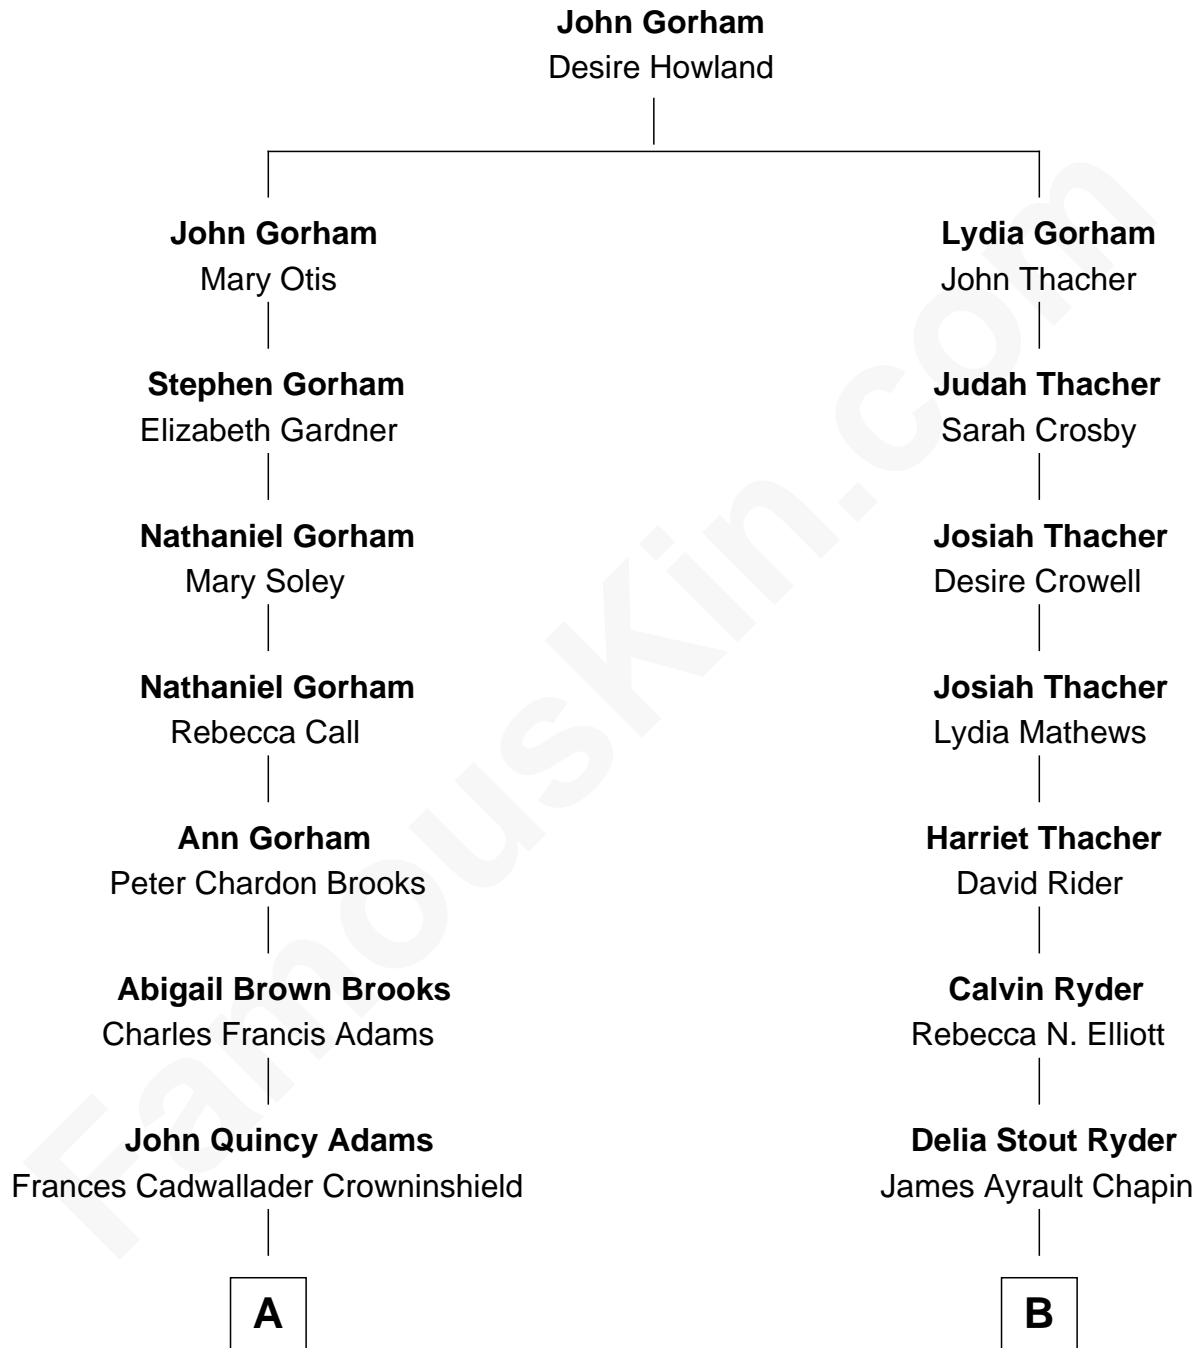 John Gorham
Desire Howland
John Gorham
Mary Otis
Lydia Gorham
John Thacher
Stephen Gorham
Elizabeth Gardner
Judah Thacher
Sarah Crosby
Nathaniel Gorham
Mary Soley
Josiah Thacher
Desire Crowell
Nathaniel Gorham
Rebecca Call
Josiah Thacher
Lydia Mathews
Ann Gorham
Peter Chardon Brooks
Harriet Thacher
David Rider
Abigail Brown Brooks
Charles Francis Adams
Calvin Ryder
Rebecca N. Elliott
John Quincy Adams
Frances Cadwallader Crowninshield
Delia Stout Ryder
James Ayrault Chapin
A
B
FamousKin.com